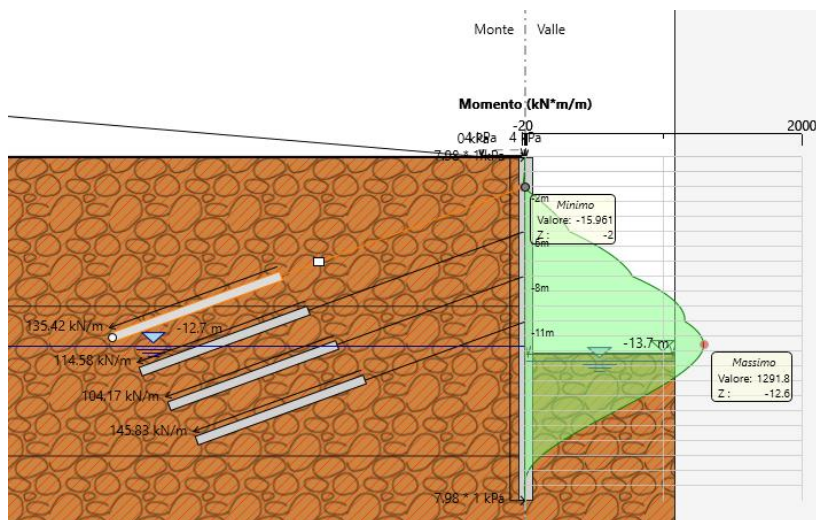 Monte Valle
Momento (kN*m/m)
-20 2000
4 kPa
-2m
Minimo
Valore: -15.961
Z : -2
-8m
135.42 kN/m
-12.7 m
-11m
-13.7 m
114.58 kN/m
Massimo
Valore: 1291.8
Z : -12.6
104.17 kN/m
145.83 kN/m
7.98 * 1 kPa